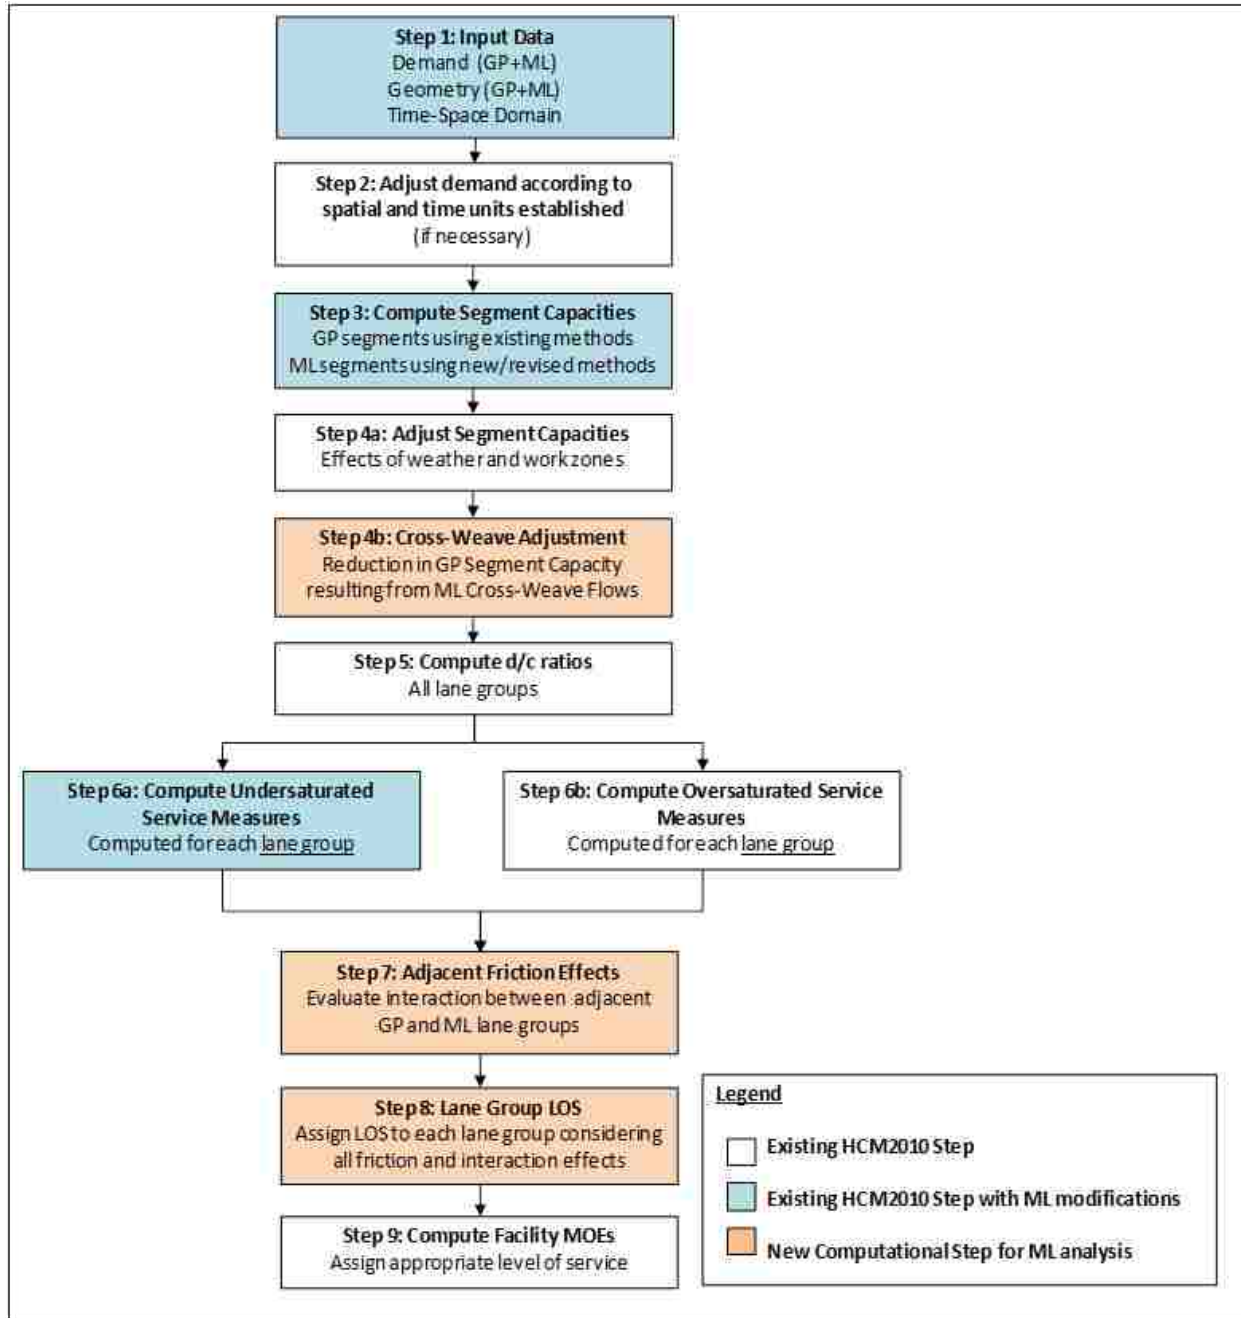 Step 1: Input Data
Demand (GP+ML)
Geometry (GP+ML)
Time-Space Domain
Step 2: Adjust demand according to
spatial and time units established
(if necessary)
Step 3: Compute Segment Capacities
GP segments using existing methods
ML segments using new/revised methods
Step 4a: Adjust Segment Capacities
Effects of weather and work zones
Step 4b: Cross-Weave Adjustment
Reduction in GP Segment Capacity
resulting from ML Cross-Weave Flows
Step 5: Compute d/c ratios
All lane groups
Step 6a: Compute Undersaturated
Service Measures
Computed for each lane group
Step 6b: Compute Oversaturated Service
Measures
Computed for each lane group
Step 7: Adjacent Friction Effects
Evaluate interaction between adjacent
GP and ML lane groups
Step 8: Lane Group LOS
Assign LOS to each lane group considering
all friction and interaction effects
Step 9: Compute Facility MOEs
Assign appropriate level of service
Legend
Existing HCM2010 Step
Existing HCM2010 Step with ML modifications
New Computational Step for ML analysis